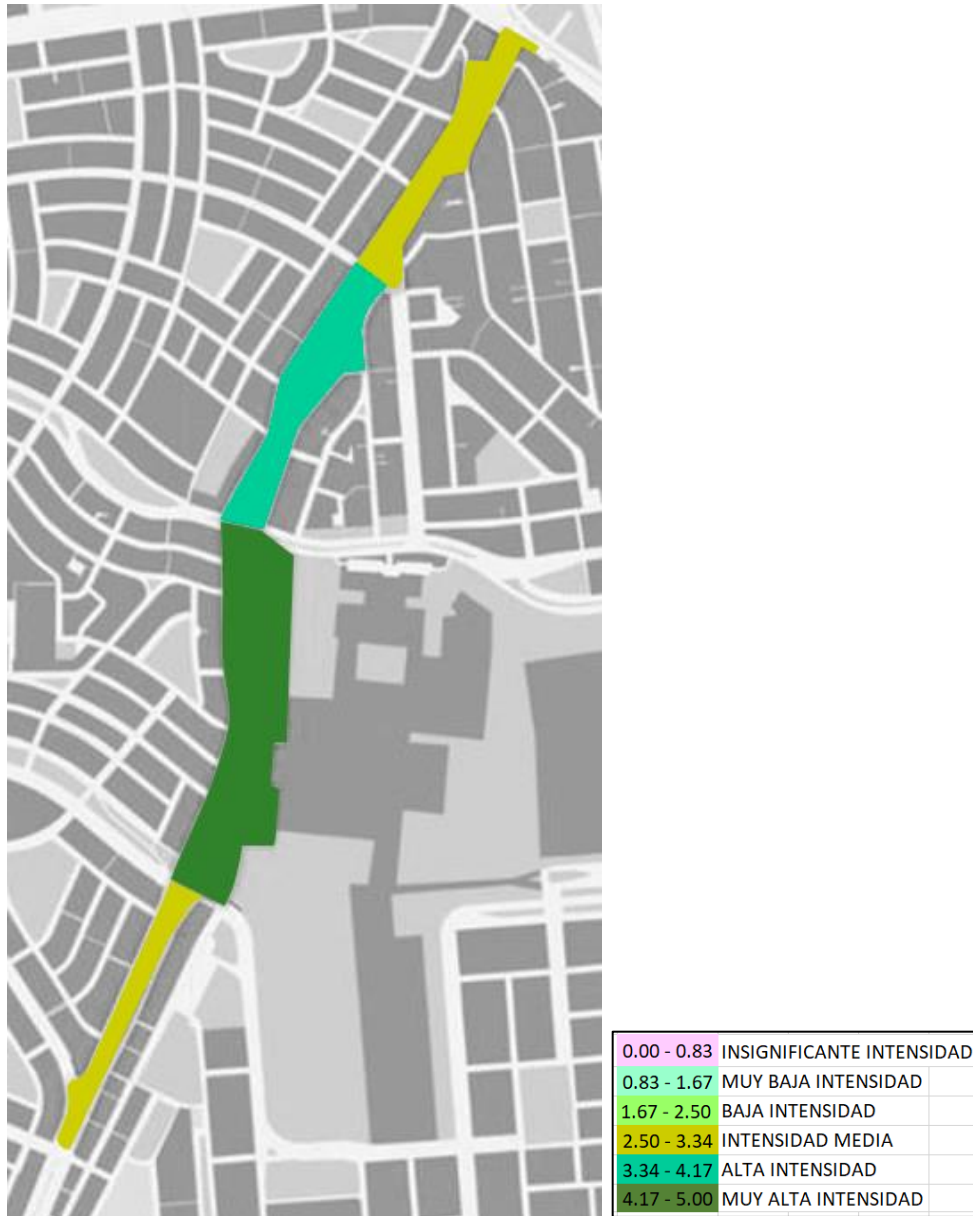 0.00 - 0.83 INSIGNIFICANTE INTENSIDAD
0.83 - 1.67 MUY BAJA INTENSIDAD
1.67 - 2.50 BAJA INTENSIDAD
2.50 - 3.34 INTENSIDAD MEDIA
3.34 - 4.17 ALTA INTENSIDAD
4.17 - 5.00 MUY ALTA INTENSIDAD